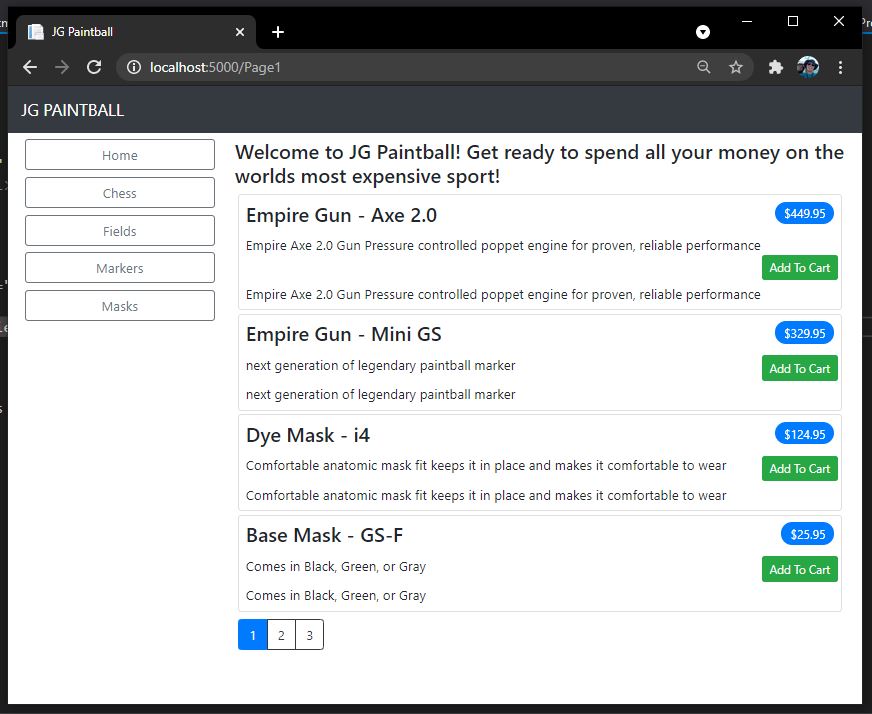 JG Paintball
localhost:5000/Page1
JG PAINTBALL
Home
Chess
Fields
Markers
Masks
Welcome to JG Paintball! Get ready to spend all your money on the
worlds most expensive sport!
Empire Gun - Axe 2.0
$449.95
Empire Axe 2.0 Gun Pressure controlled poppet engine for proven, reliable performance
Add To Cart
Empire Axe 2.0 Gun Pressure controlled poppet engine for proven, reliable performance
Empire Gun - Mini GS
$329.95
next generation of legendary paintball marker
Add To Cart
next generation of legendary paintball marker
Dye Mask - i4
$124.95
Comfortable anatomic mask fit keeps it in place and makes it comfortable to wear
Add To Cart
Comfortable anatomic mask fit keeps it in place and makes it comfortable to wear
Base Mask - GS-F
$25.95
Comes in Black, Green, or Gray
Add To Cart
Comes in Black, Green, or Gray
1 2 3